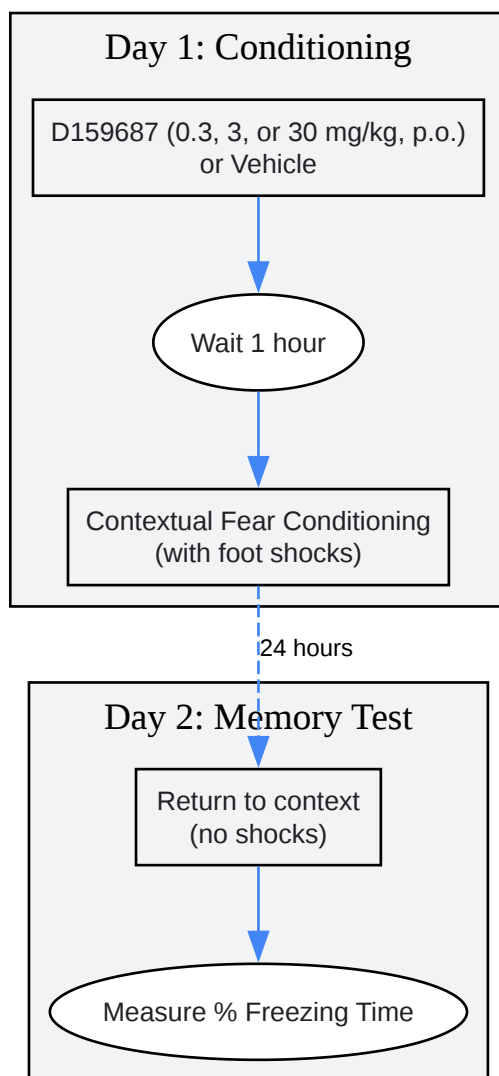 Day 1: Conditioning
D159687 (0.3, 3, or 30 mg/kg, p.o.)
or Vehicle
Wait 1 hour
Contextual Fear Conditioning
(with foot shocks)
24 hours
Day 2: Memory Test
Return to context
(no shocks)
Measure % Freezing Time